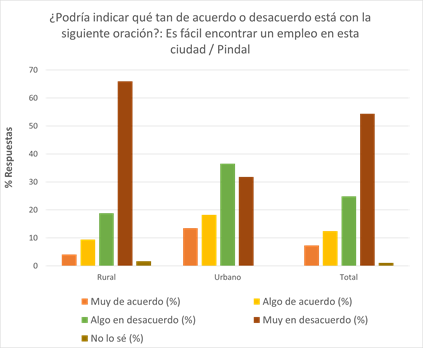 ¿Podría indicar qué tan de acuerdo o desacuerdo está con la
siguiente oración?: Es fácil encontrar un empleo en esta
ciudad / Pindal
% Respuestas
70
60
50
40
30
20
10
0
Rural Urbano Total
Muy de acuerdo (%) Algo de acuerdo (%)
Algo en desacuerdo (%) Muy en desacuerdo (%)
No lo sé (%)